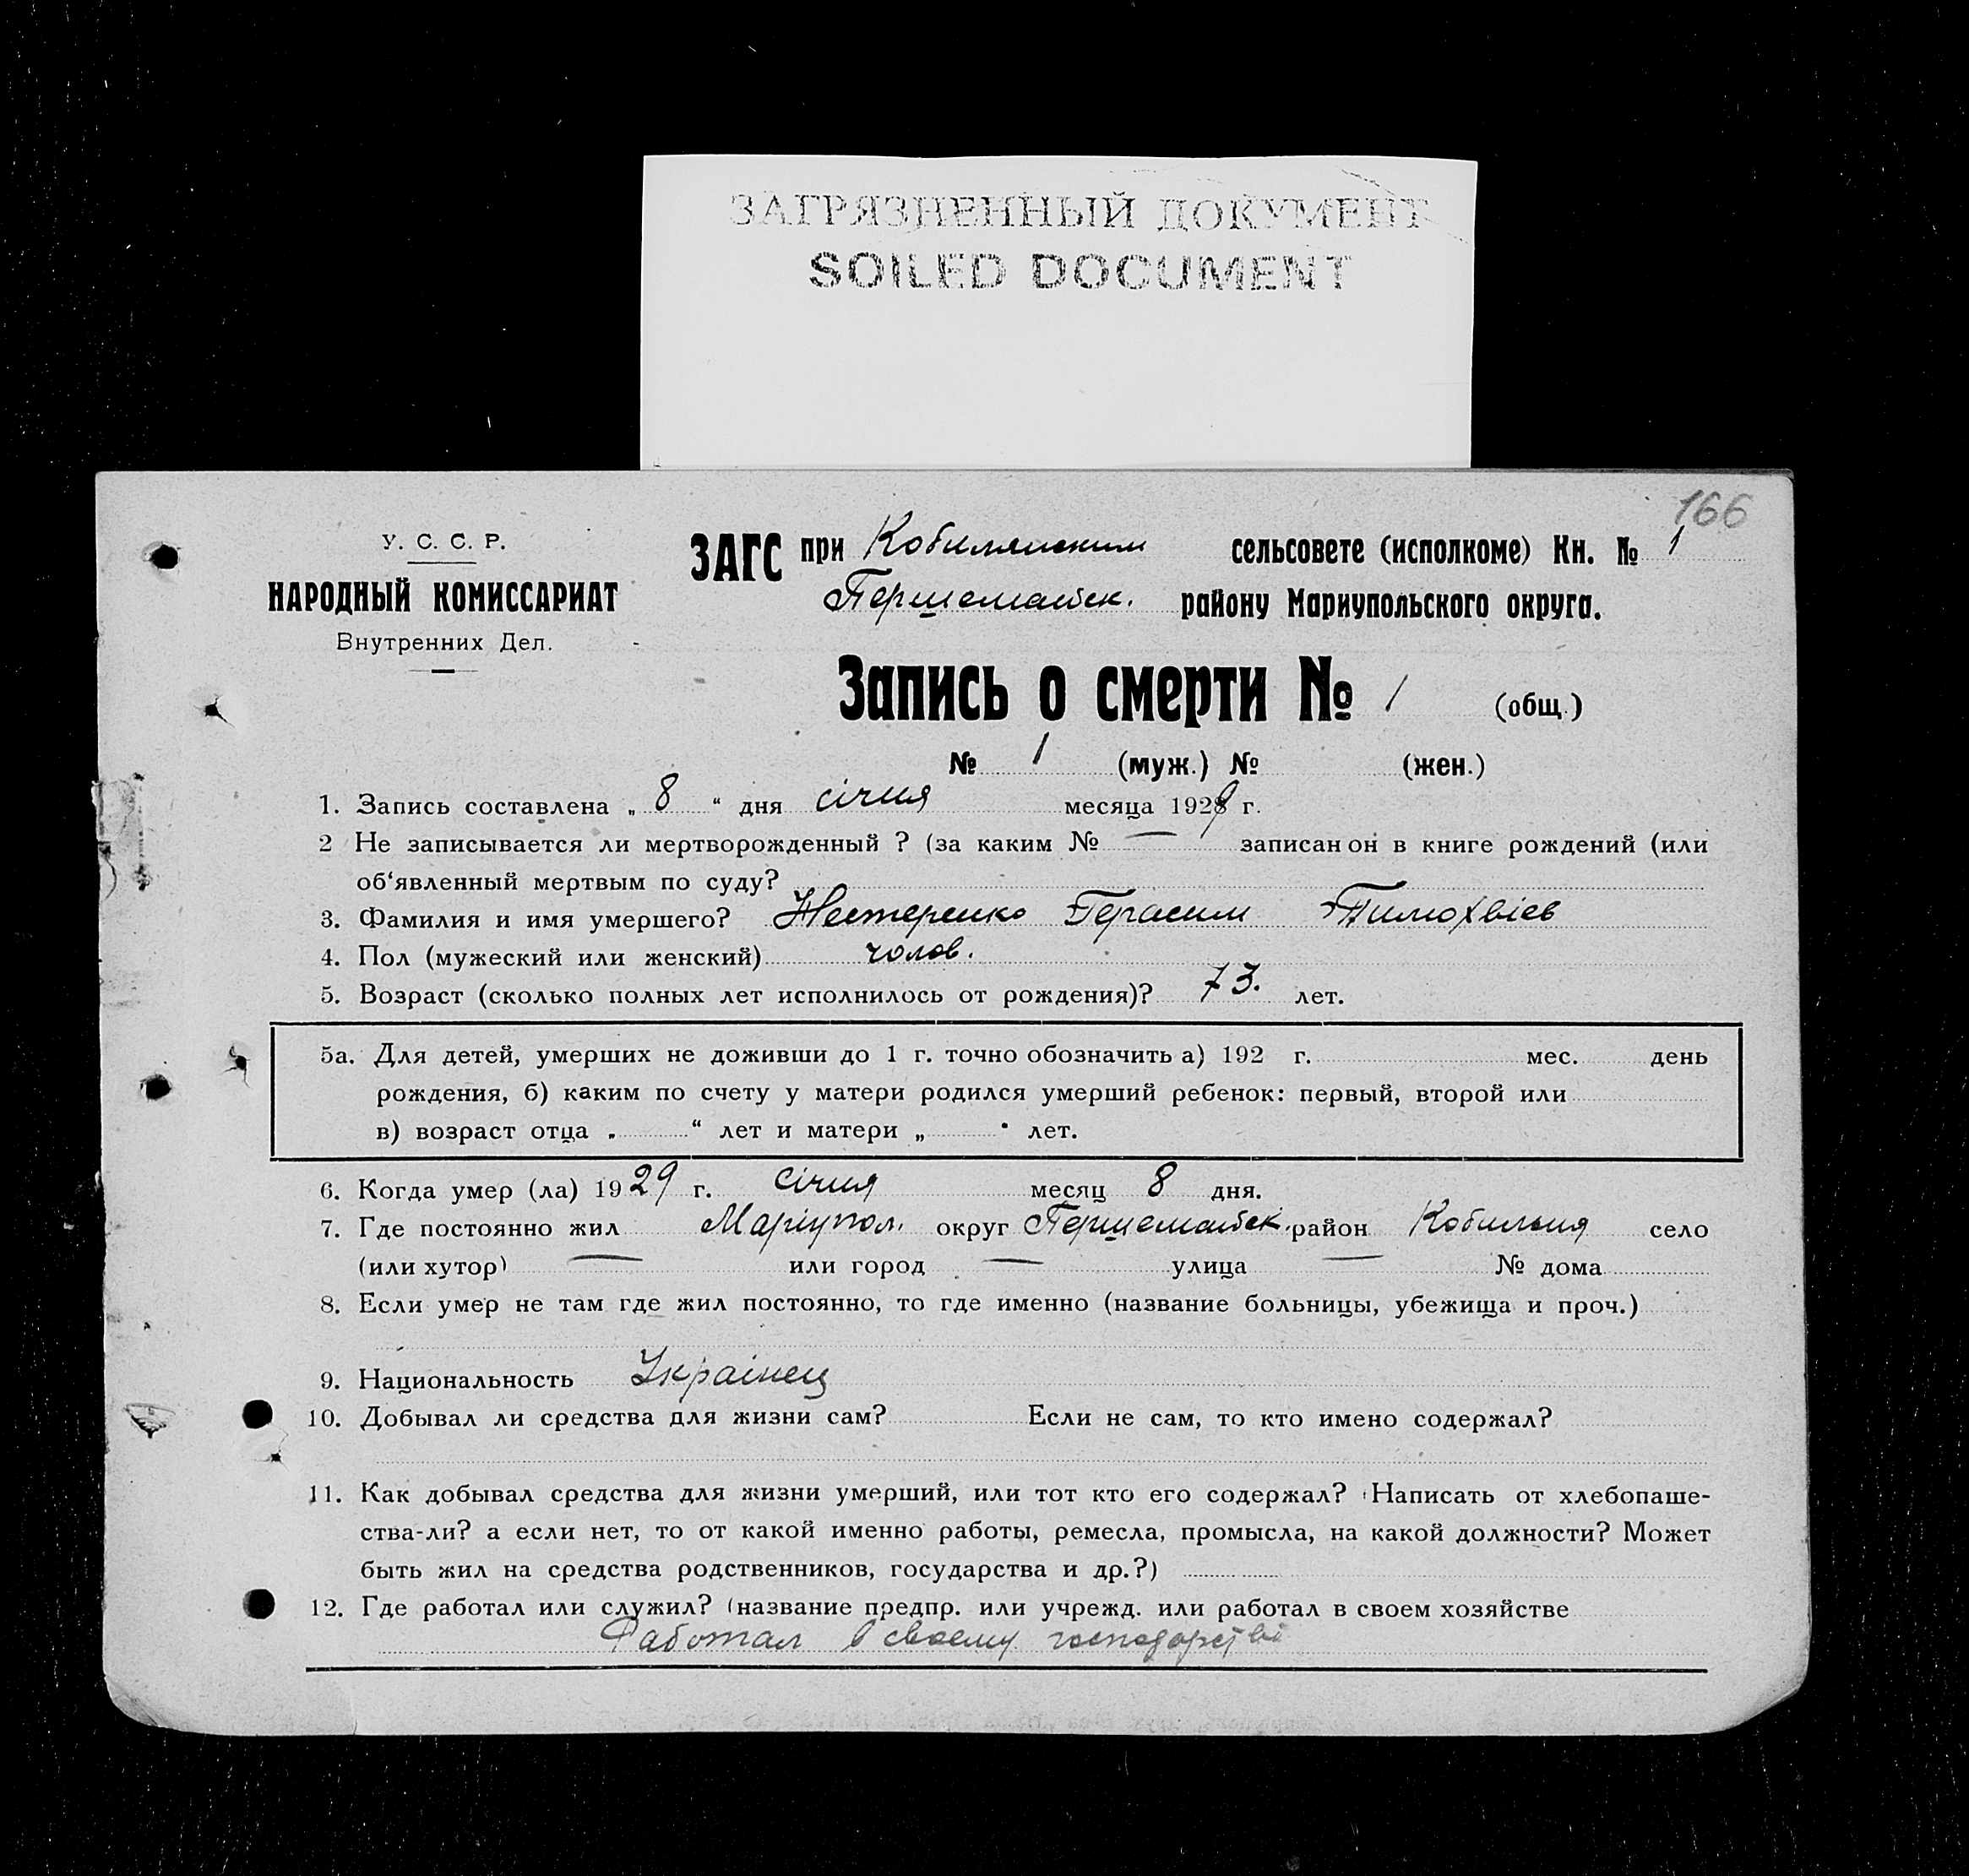 ЗАГРЯЗНЕННЫЙ ДОКУМЕНТ
SOILED DOCUMENT
166
У. С. С. Р.
НАРОДНЫЙ КОМИССАРИАТ
Внутренних Дел.
ЗАГС при Кобилянським сельсовете (исполкоме) Кн. № 1
Першемайск. району Мариупольского округа.
Запись о смерти № 1 (общ.)
№ 1 (муж.) № (жен.)
1. Запись составлена „ 8 “ дня січня месяца 1929 г.
2 Не записывается ли мертворожденный ? (за каким № — записан он в книге рождений (или
об‘явленный мертвым по суду?
3. Фамилия и имя умершего? Нестеренко Герасим Тимохвіев
4. Пол (мужеский или женский) чолов.
5. Возраст (сколько полных лет исполнилось от рождения)? 73. лет.
5а. Для детей, умерших не доживши до 1 г. точно обозначить а) 192 г. мес. день
рождения, б) каким по счету у матери родился умерший ребенок: первый, второй или
в) возраст отца „ “ лет и матери „ “ лет.
6. Когда умер (ла) 1929 г. січня месяц 8 дня.
7. Где постоянно жил Маріупол. округ Першемайск. район Кобильня село
(или хутор) — или город — улица — № дома
8. Если умер не там где жил постоянно, то где именно (название больницы, убежища и проч.)
9. Национальность Украінец
10. Добывал ли средства для жизни сам? Если не сам, то кто имено содержал?
11. Как добывал средства для жизни умерший, или тот кто его содержал? (Написать от хлебопаше-
ства-ли? а если нет, то от какой именно работы, ремесла, промысла, на какой должности? Может
быть жил на средства родственников, государства и др.?)
12. Где работал или служил? (название предпр. или учрежд. или работал в своем хозяйстве
Работал в своему господарстві